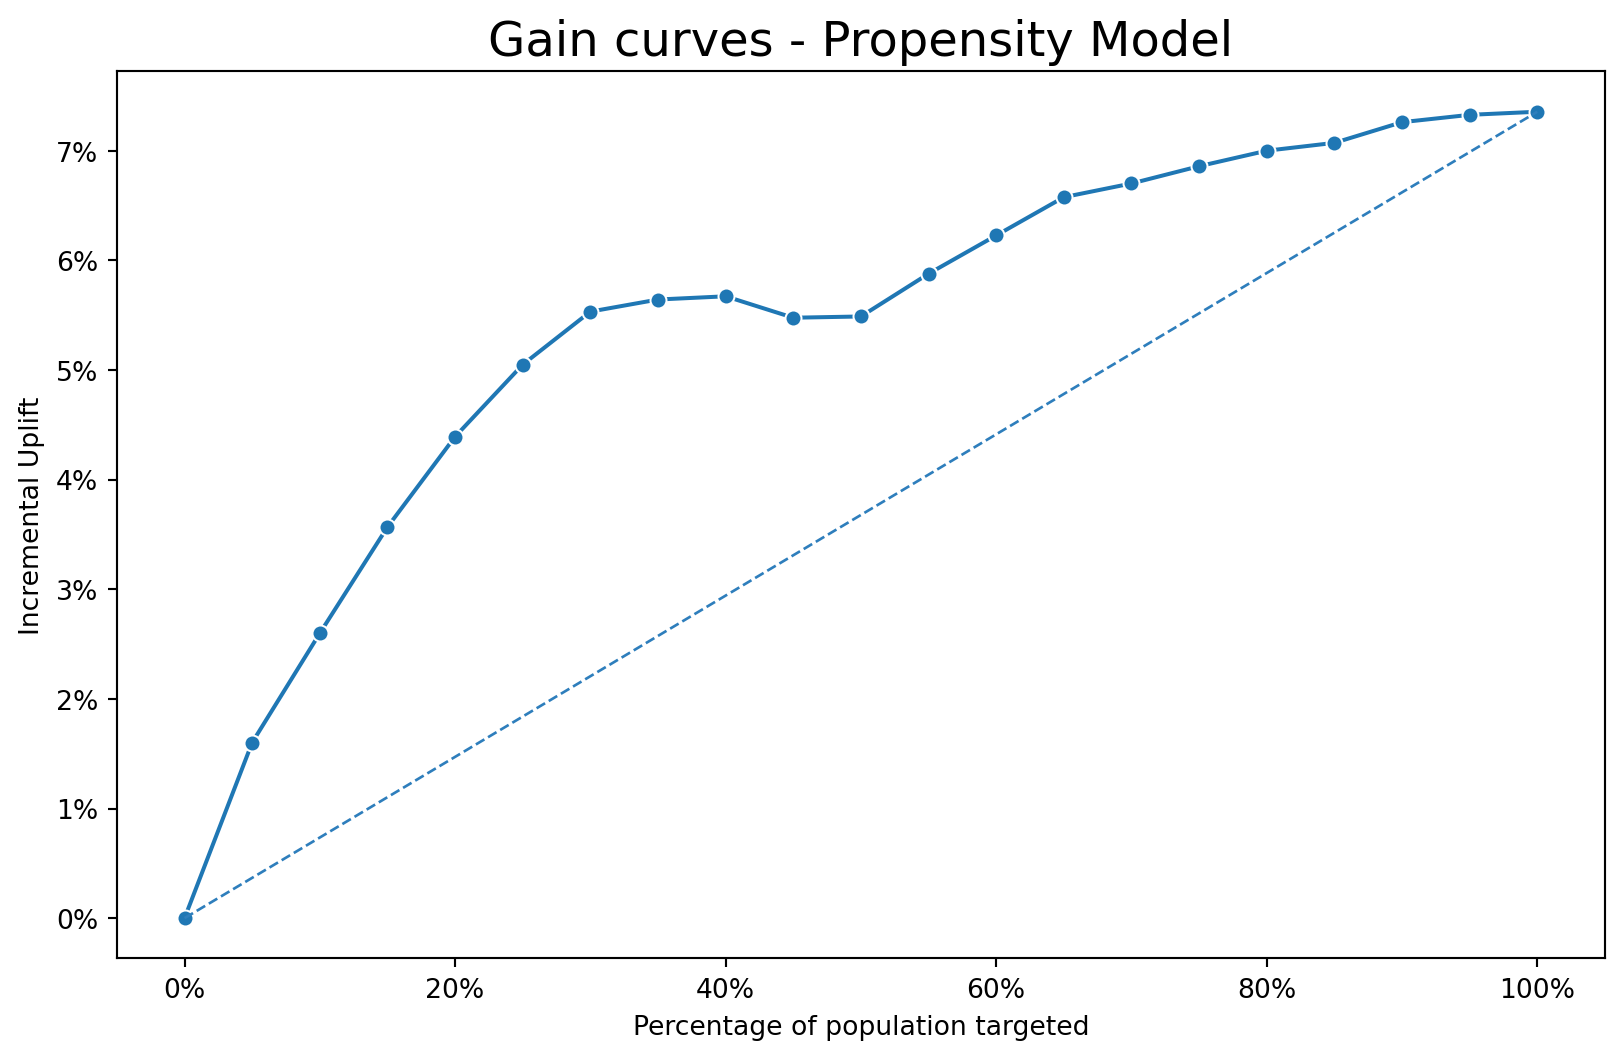 Gain curves - Propensity Model
Incremental Uplift
7%
6%
5%
4%
3%
2%
1%
0%
0% 20% 40% 60% 80% 100%
Percentage of population targeted